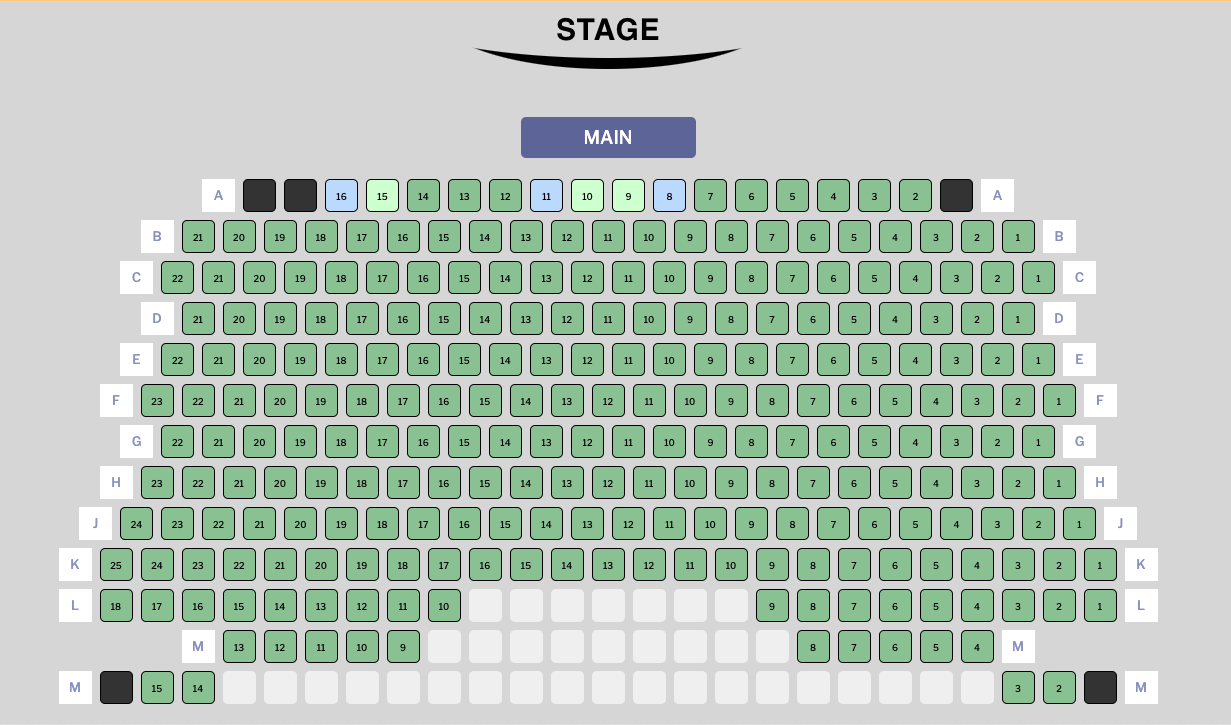 STAGE
MAIN
A 16 15 14 13 12 11 10 9 8 7 6 5 4 3 2 A
B 21 20 19 18 17 16 15 14 13 12 11 10 9 8 7 6 5 4 3 2 1 B
C 22 21 20 19 18 17 16 15 14 13 12 11 10 9 8 7 6 5 4 3 2 1 C
D 21 20 19 18 17 16 15 14 13 12 11 10 9 8 7 6 5 4 3 2 1 D
E 22 21 20 19 18 17 16 15 14 13 12 11 10 9 8 7 6 5 4 3 2 1 E
F 23 22 21 20 19 18 17 16 15 14 13 12 11 10 9 8 7 6 5 4 3 2 1 F
G 22 21 20 19 18 17 16 15 14 13 12 11 10 9 8 7 6 5 4 3 2 1 G
H 23 22 21 20 19 18 17 16 15 14 13 12 11 10 9 8 7 6 5 4 3 2 1 H
J 24 23 22 21 20 19 18 17 16 15 14 13 12 11 10 9 8 7 6 5 4 3 2 1 J
K 25 24 23 22 21 20 19 18 17 16 15 14 13 12 11 10 9 8 7 6 5 4 3 2 1 K
L 18 17 16 15 14 13 12 11 10 9 8 7 6 5 4 3 2 1 L
M 13 12 11 10 9 8 7 6 5 4 M
M 15 14 3 2 M